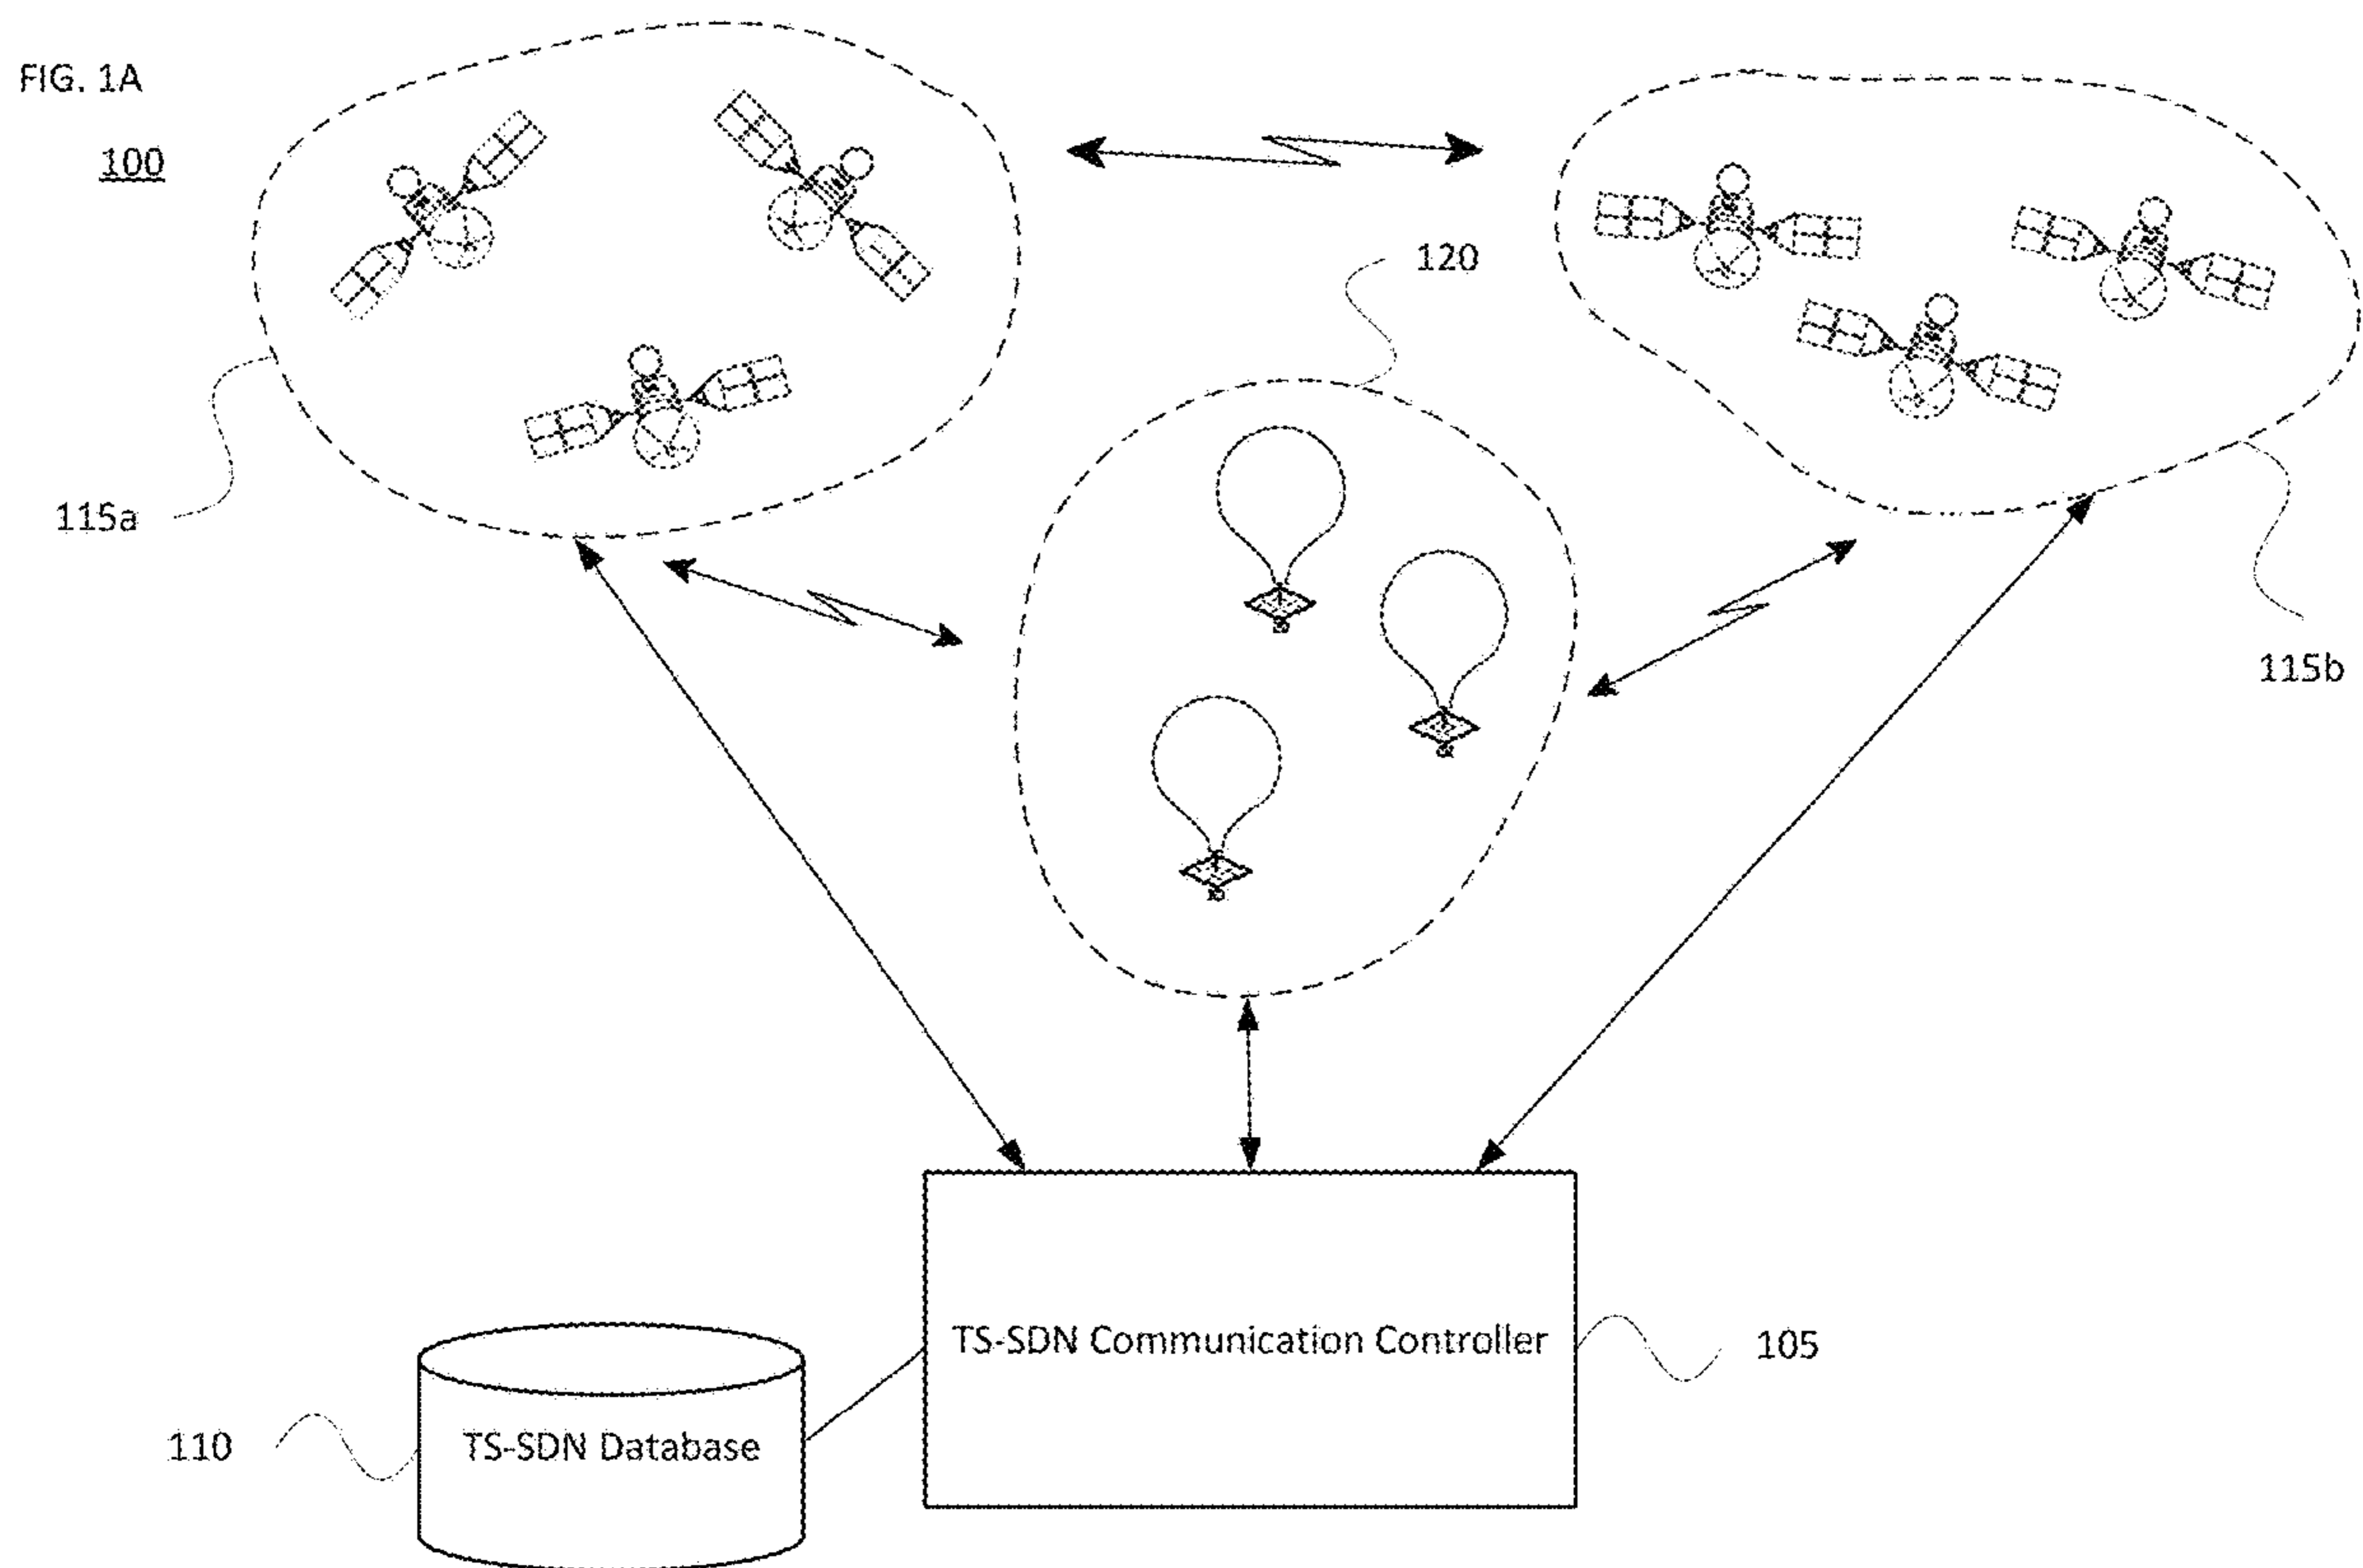 FIG. 1A
100
120
115a
115b
TS-SDN Communication Controller
105
110
TS-SDN Database